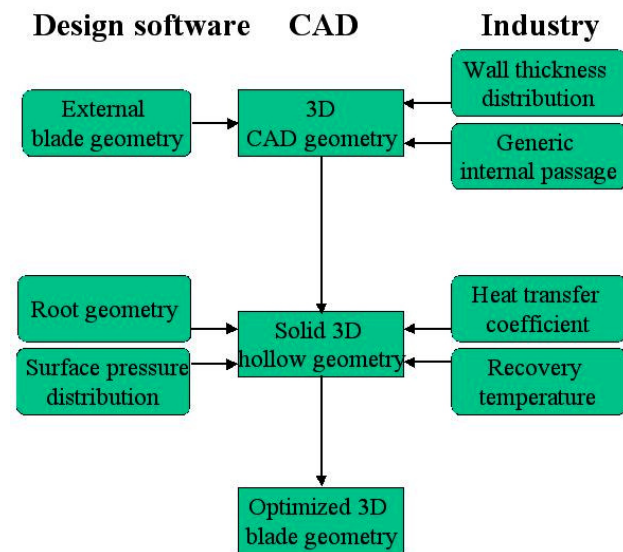 Design software CAD Industry
External
blade geometry
3D
CAD geometry
Wall thickness
distribution
Generic
internal passage
Root geometry
Surface pressure
distribution
Solid 3D
hollow geometry
Heat transfer
coefficient
Recovery
temperature
Optimized 3D
blade geometry